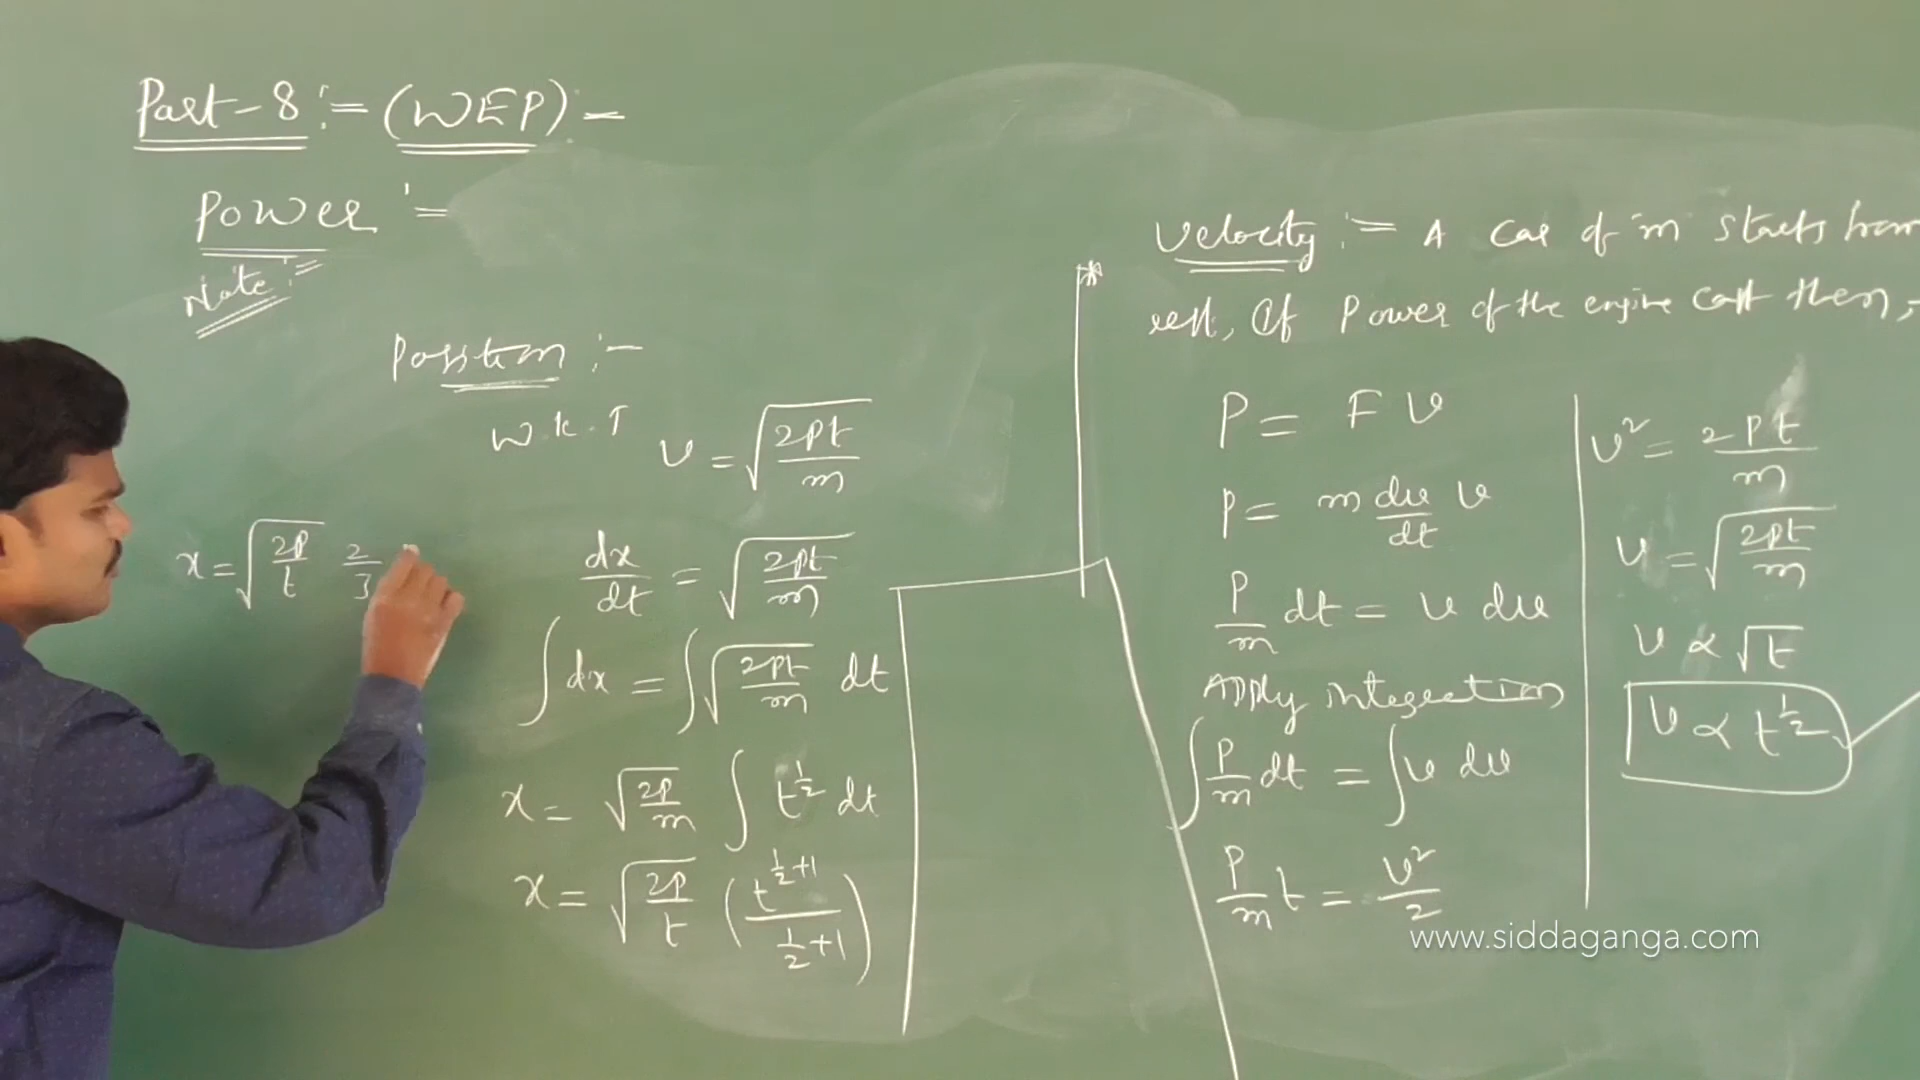 Part-8 :- (WEP) :-
Power :-
Note :-
Position :-
W.K.T v = √(2pt/m)
dx/dt = √(2pt/m)
∫dx = ∫√(2pt/m) dt
x = √(2p/m) ∫ t^(1/2) dt
x = √(2p/t) (t^(1/2+1) / (1/2+1))
x = √(2p/t) 2/3
* Velocity :- A car of 'm' starts from
rest, If Power of the engine cost then,
P = F v
P = m dv/dt v
P/m dt = v dv
Apply integration
∫ P/m dt = ∫ v dv
P/m t = v²/2
v² = 2Pt/m
v = √(2pt/m)
v ∝ √t
v ∝ t^(1/2)
www.siddaganga.com